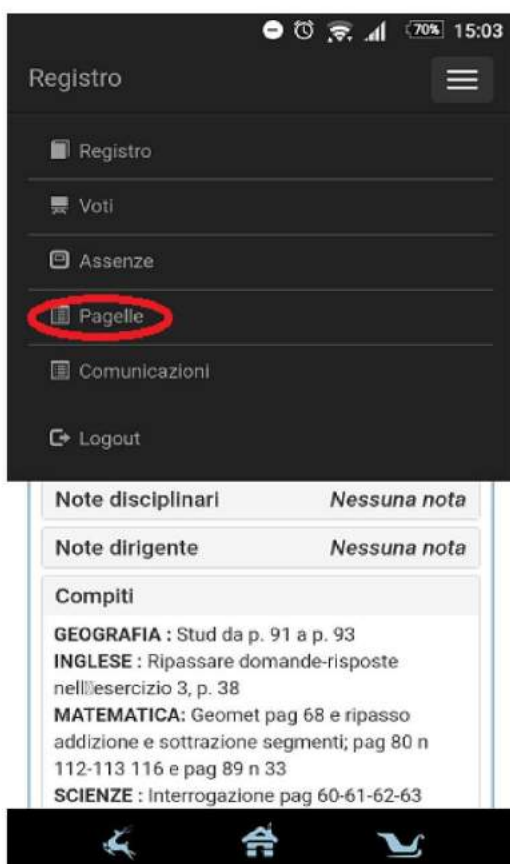 70% 15:03
Registro
Registro
Voti
Assenze
Pagelle
Comunicazioni
Logout
Note disciplinari Nessuna nota
Note dirigente Nessuna nota
Compiti
GEOGRAFIA : Stud da p. 91 a p. 93
INGLESE : Ripassare domande-risposte
nell▯esercizio 3, p. 38
MATEMATICA: Geomet pag 68 e ripasso
addizione e sottrazione segmenti; pag 80 n
112-113 116 e pag 89 n 33
SCIENZE : Interrogazione pag 60-61-62-63